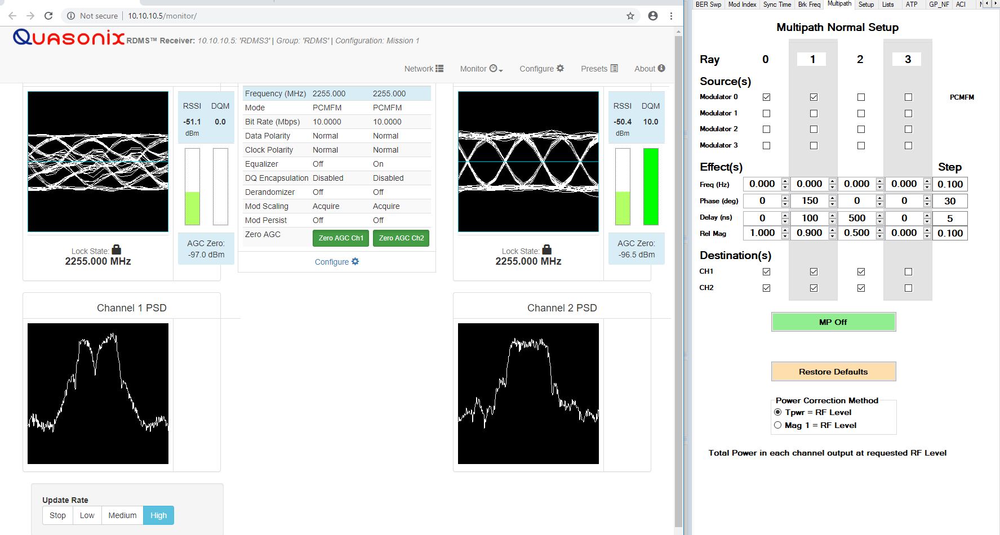 Not secure | 10.10.10.5/monitor/
QUASONIX RDMS™ Receiver: 10.10.10.5: 'RDMS3' | Group: 'RDMS' | Configuration: Mission 1
Network Monitor Configure Presets About
RSSI DQM
-51.1 0.0
dBm
AGC Zero:
-97.0 dBm
Lock State:
2255.000 MHz
Frequency (MHz) 2255.000 2255.000
Mode PCMFM PCMFM
Bit Rate (Mbps) 10.0000 10.0000
Data Polarity Normal Normal
Clock Polarity Normal Normal
Equalizer Off On
DQ Encapsulation Disabled Disabled
Derandomizer Off Off
Mod Scaling Acquire Acquire
Mod Persist Off Off
Zero AGC Zero AGC Ch1 Zero AGC Ch2
Configure
RSSI DQM
-50.4 10.0
dBm
AGC Zero:
-96.5 dBm
Lock State:
2255.000 MHz
Channel 1 PSD
Channel 2 PSD
Update Rate
Stop Low Medium High
BER Swp Mod Index Sync Time Brk Freq Multipath Setup Lists ATP GP_NF ACI
Multipath Normal Setup
Ray 0 1 2 3
Source(s)
Modulator 0 PCMFM
Modulator 1
Modulator 2
Modulator 3
Effect(s) Step
Freq (Hz) 0.000 0.000 0.000 0.000 0.100
Phase (deg) 0 150 0 0 30
Delay (ns) 0 100 500 0 5
Rel Mag 1.000 0.900 0.500 0.000 0.100
Destination(s)
CH1
CH2
MP Off
Restore Defaults
Power Correction Method
Tpwr = RF Level
Mag 1 = RF Level
Total Power in each channel output at requested RF Level